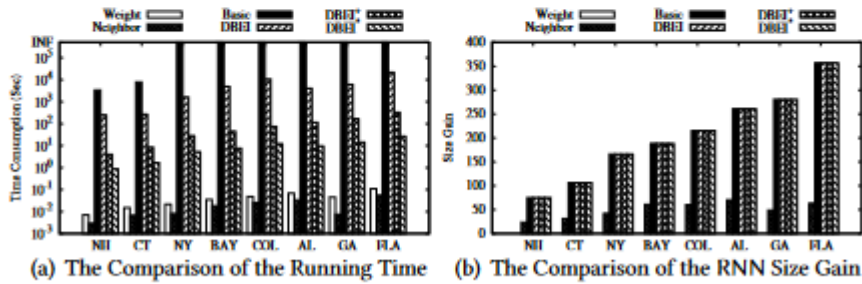 Weight Basic DBEI+
Neighbor DBEI DBEI*
Time Consumption (Sec)
INF
10^5
10^4
10^3
10^2
10^1
10^0
10^-1
10^-2
10^-3
NH CT NY BAY COL AL GA FLA
(a) The Comparison of the Running Time
Weight Basic DBEI+
Neighbor DBEI DBEI*
Size Gain
400
350
300
250
200
150
100
50
0
NH CT NY BAY COL AL GA FLA
(b) The Comparison of the RNN Size Gain